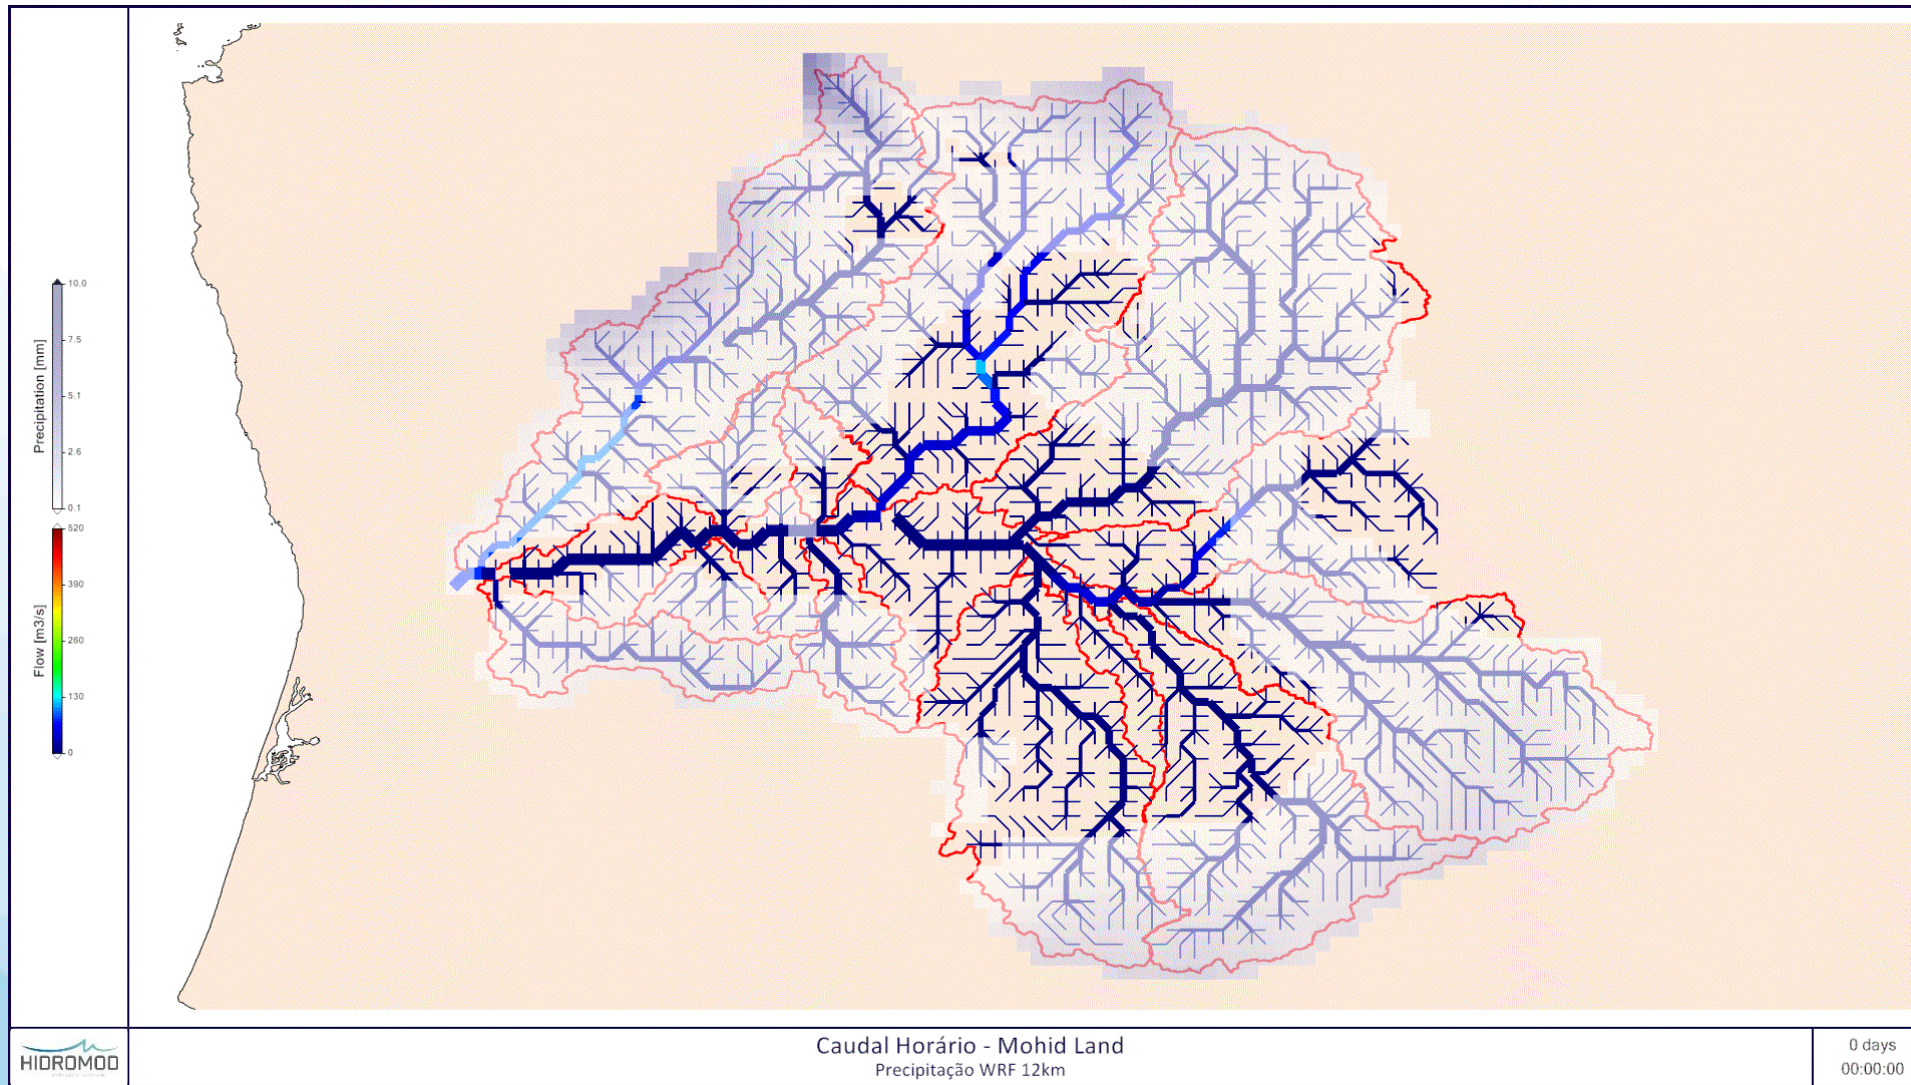 10.0
7.5
5.1
2.6
0.1
Precipitation [mm]
520
390
260
130
0
Flow [m3/s]
HIDROMOD
Caudal Horário - Mohid Land
Precipitação WRF 12km
0 days
00:00:00